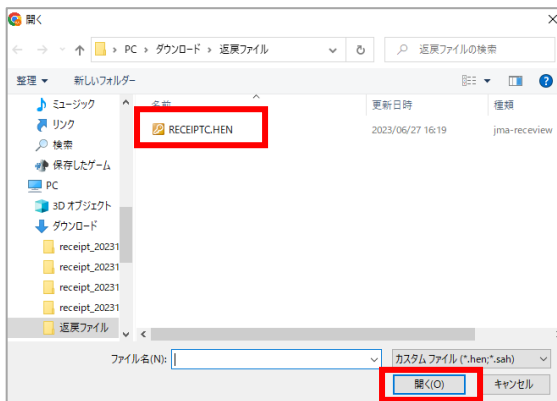 開く
PC › ダウンロード › 返戻ファイル
返戻ファイルの検索
整理 ▼ 新しいフォルダー
ミュージック
リンク
検索
保存したゲーム
PC
3D オブジェクト
ダウンロード
receipt_20231
receipt_20231
receipt_20231
receipt_20231
返戻ファイル
名前 更新日時 種類
RECEIPTC.HEN 2023/06/27 16:19 jma-receview
ファイル名(N): カスタム ファイル (*.hen;*.sah)
開く(O) キャンセル